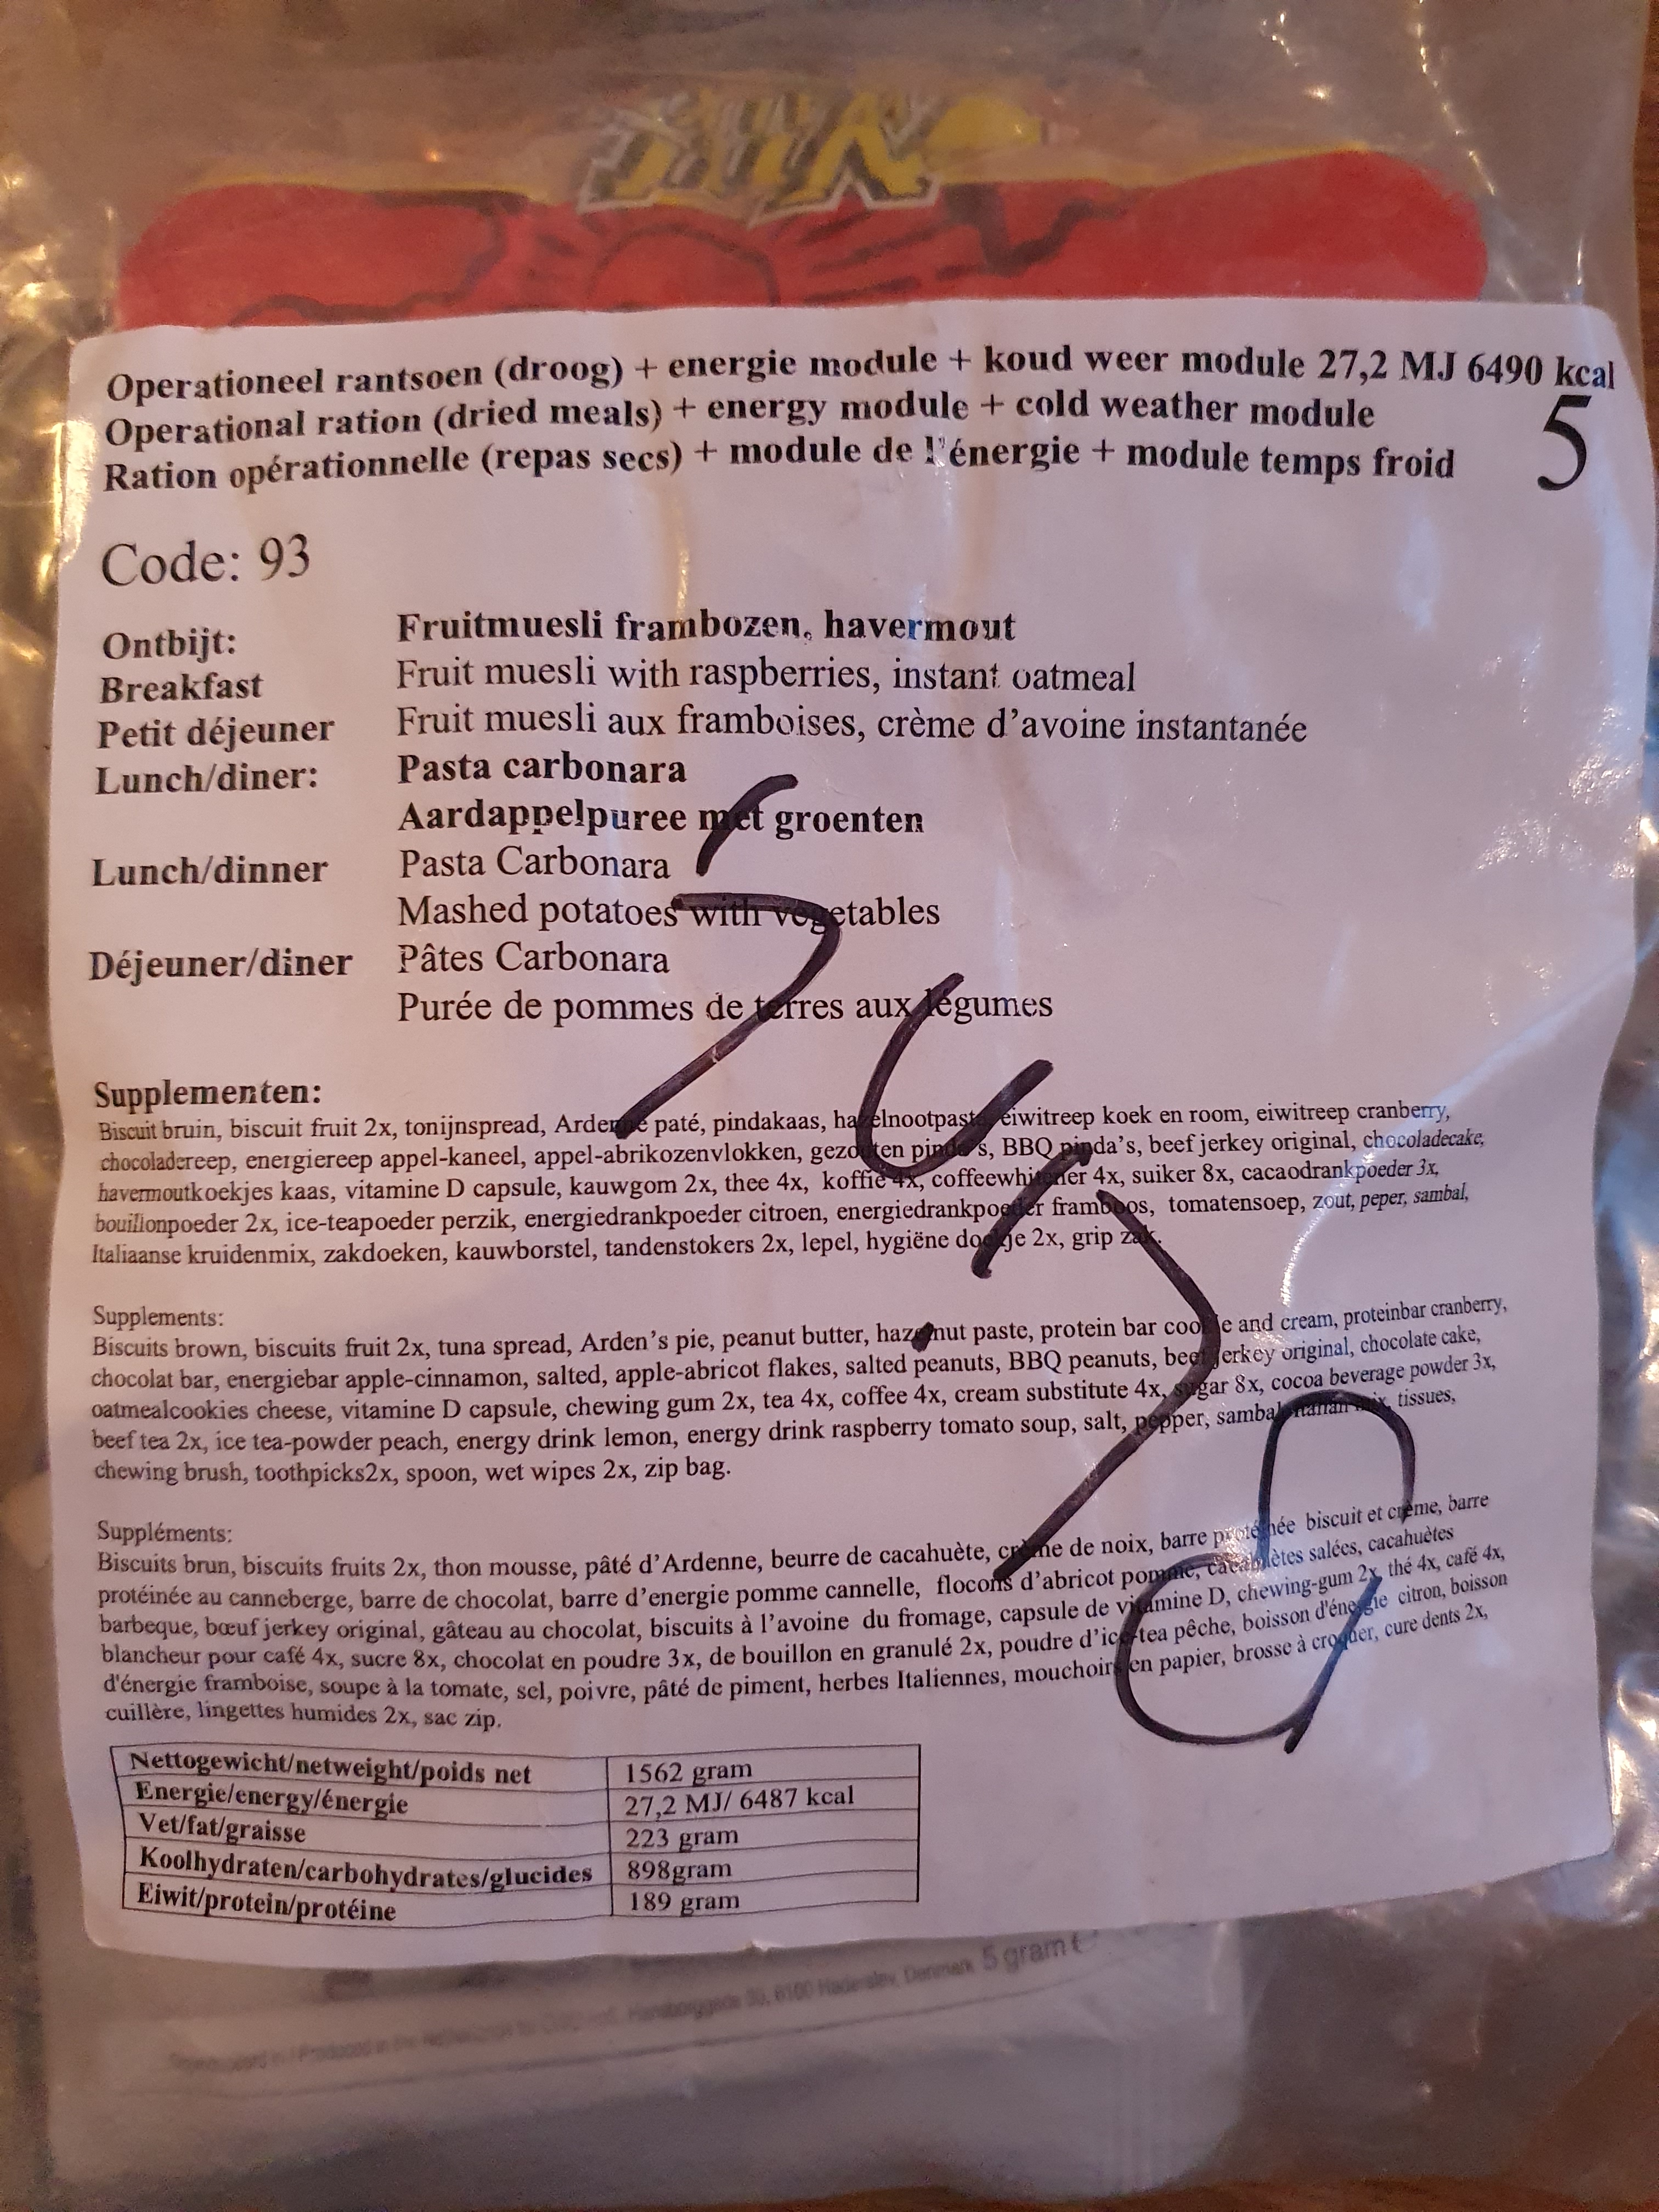 Operationeel rantsoen (droog) + energie module + koud weer module 27,2 MJ 6490 kcal
Operational ration (dried meals) + energy module + cold weather module
Ration opérationnelle (repas secs) + module de l'énergie + module temps froid
5
Code: 93
Ontbijt: Fruitmuesli frambozen, havermout
Breakfast Fruit muesli with raspberries, instant oatmeal
Petit déjeuner Fruit muesli aux framboises, crème d'avoine instantanée
Lunch/diner: Pasta carbonara
Aardappelpuree met groenten
Lunch/dinner Pasta Carbonara
Mashed potatoes with vegetables
Déjeuner/diner Pâtes Carbonara
Purée de pommes de terres aux légumes
Supplementen:
Biscuit bruin, biscuit fruit 2x, tonijnspread, Ardenne paté, pindakaas, hazelnootpasta, eiwitreep koek en room, eiwitreep cranberry,
chocoladereep, energiereep appel-kaneel, appel-abrikozenvlokken, gezouten pinda's, BBQ pinda's, beef jerkey original, chocoladecake,
havermoutkoekjes kaas, vitamine D capsule, kauwgom 2x, thee 4x, koffie 4x, coffeewhitener 4x, suiker 8x, cacaodrankpoeder 3x,
bouillonpoeder 2x, ice-teapoeder perzik, energiedrankpoeder citroen, energiedrankpoeder framboos, tomatensoep, zout, peper, sambal,
Italiaanse kruidenmix, zakdoeken, kauwborstel, tandenstokers 2x, lepel, hygiëne doekje 2x, grip zak.
Supplements:
Biscuits brown, biscuits fruit 2x, tuna spread, Arden's pie, peanut butter, hazelnut paste, protein bar cookie and cream, proteinbar cranberry,
chocolat bar, energiebar apple-cinnamon, salted, apple-abricot flakes, salted peanuts, BBQ peanuts, beef jerkey original, chocolate cake,
oatmealcookies cheese, vitamine D capsule, chewing gum 2x, tea 4x, coffee 4x, cream substitute 4x, sugar 8x, cocoa beverage powder 3x,
beef tea 2x, ice tea-powder peach, energy drink lemon, energy drink raspberry tomato soup, salt, pepper, sambal, Italian mix, tissues,
chewing brush, toothpicks2x, spoon, wet wipes 2x, zip bag.
Suppléments:
Biscuits brun, biscuits fruits 2x, thon mousse, pâté d'Ardenne, beurre de cacahuète, crème de noix, barre protéinée biscuit et crème, barre
protéinée au canneberge, barre de chocolat, barre d'energie pomme cannelle, flocons d'abricot pomme, cacahuètes salées, cacahuètes
barbeque, bœuf jerkey original, gâteau au chocolat, biscuits à l'avoine du fromage, capsule de vitamine D, chewing-gum 2x, thé 4x, café 4x,
blancheur pour café 4x, sucre 8x, chocolat en poudre 3x, de bouillon en granulé 2x, poudre d'ice-tea pêche, boisson d'énergie citron, boisson
d'énergie framboise, soupe à la tomate, sel, poivre, pâté de piment, herbes Italiennes, mouchoirs en papier, brosse à croquer, cure dents 2x,
cuillère, lingettes humides 2x, sac zip.
Nettogewicht/netweight/poids net 1562 gram
Energie/energy/énergie 27,2 MJ/ 6487 kcal
Vet/fat/graisse 223 gram
Koolhydraten/carbohydrates/glucides 898gram
Eiwit/protein/protéine 189 gram
Haderslev, Denmark 5 gram